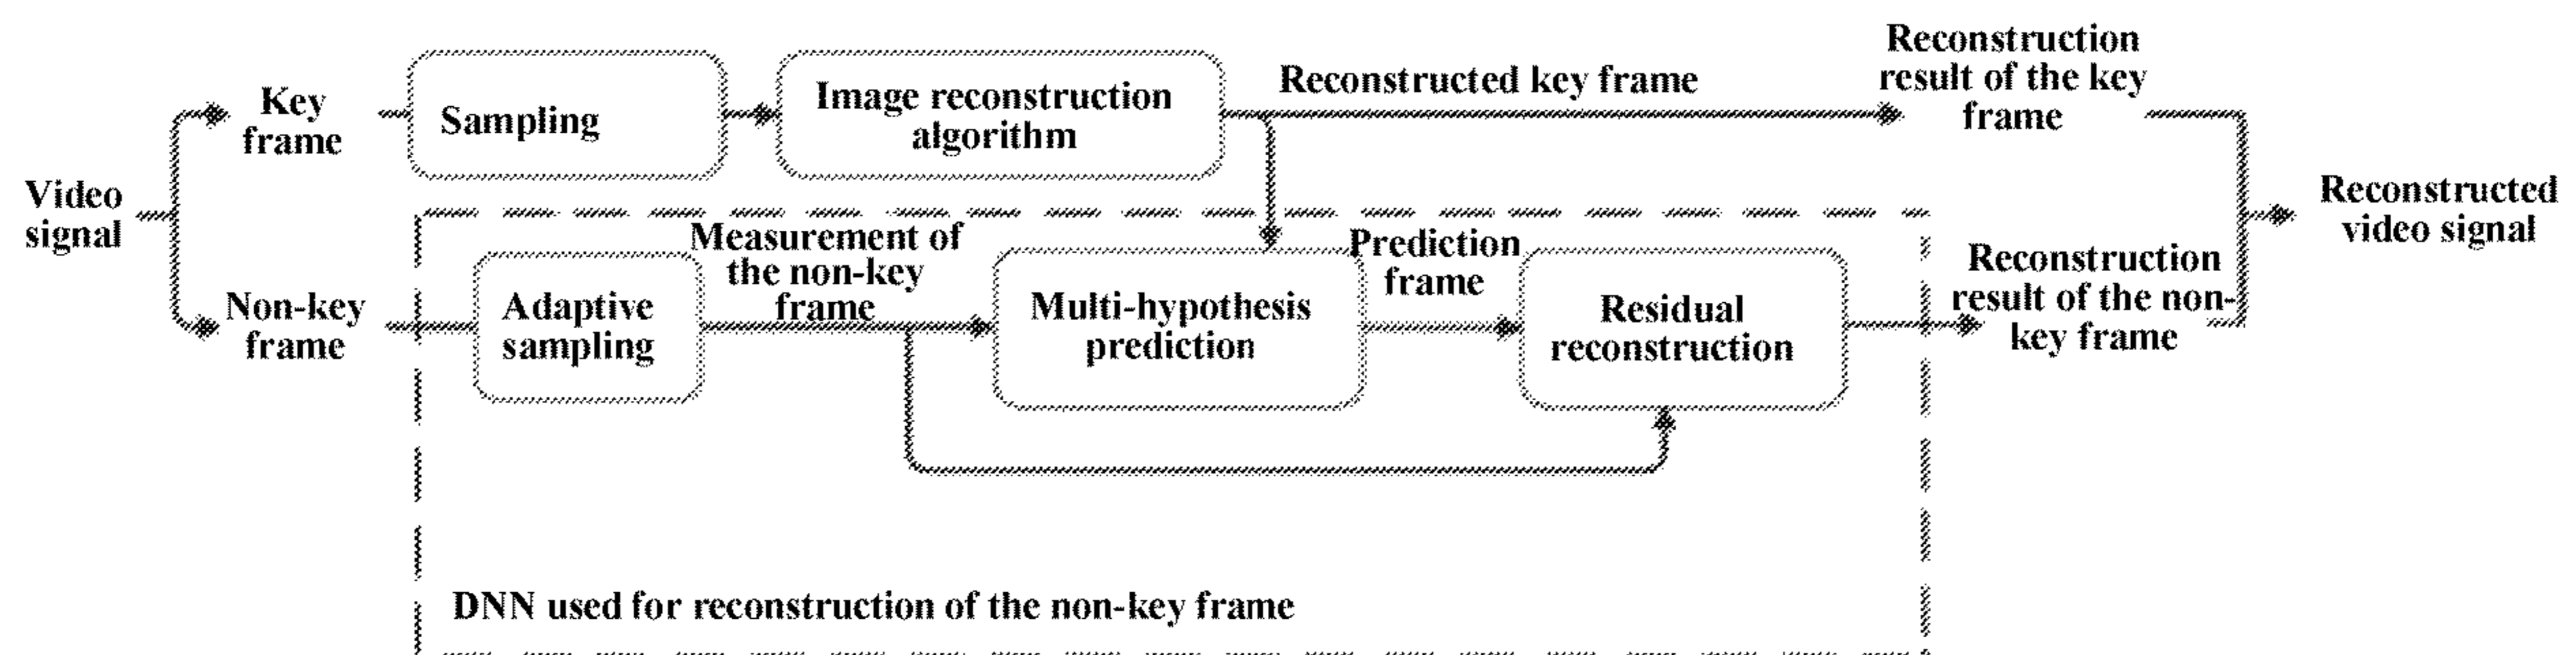 Video
signal
Key
frame
Sampling
Image reconstruction
algorithm
Reconstructed key frame
Reconstruction
result of the key
frame
Non-key
frame
Adaptive
sampling
Measurement of
the non-key
frame
Multi-hypothesis
prediction
Prediction
frame
Residual
reconstruction
Reconstruction
result of the non-
key frame
Reconstructed
video signal
DNN used for reconstruction of the non-key frame